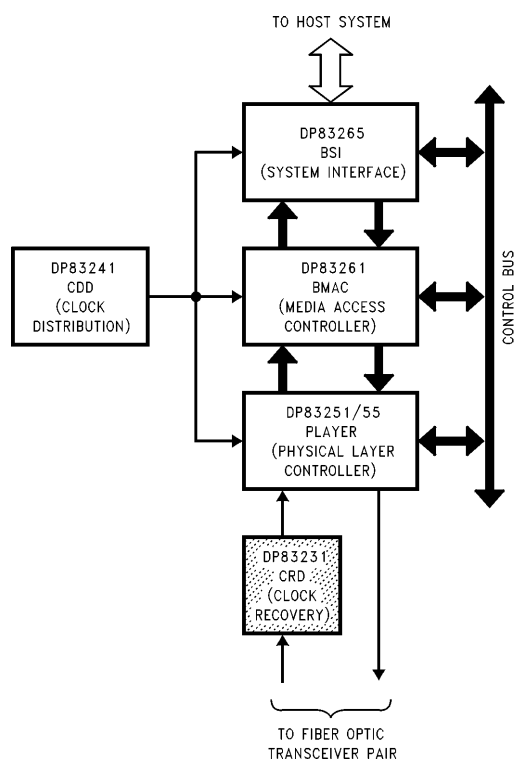 TO HOST SYSTEM
DP83265
BSI
(SYSTEM INTERFACE)
DP83241
CDD
(CLOCK
DISTRIBUTION)
DP83261
BMAC
(MEDIA ACCESS
CONTROLLER)
CONTROL BUS
DP83251/55
PLAYER
(PHYSICAL LAYER
CONTROLLER)
DP83231
CRD
(CLOCK
RECOVERY)
TO FIBER OPTIC
TRANSCEIVER PAIR